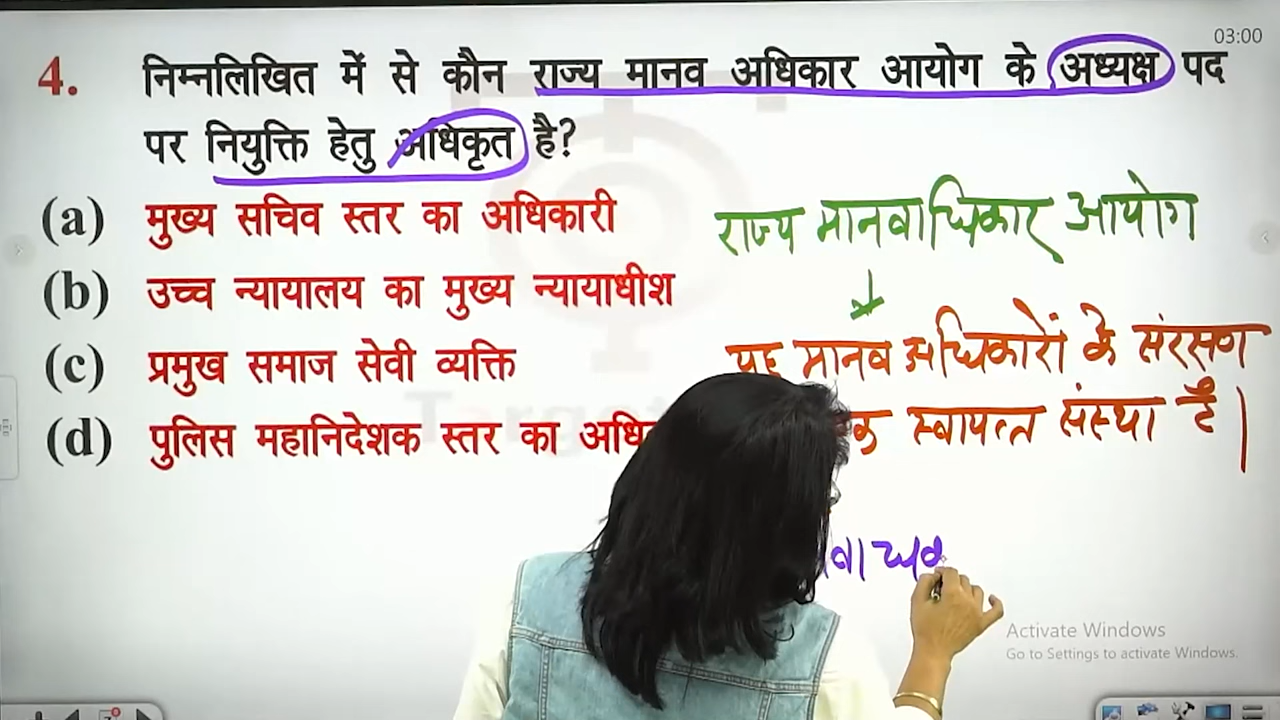 03:00
4. निम्नलिखित में से कौन राज्य मानव अधिकार आयोग के अध्यक्ष पद
पर नियुक्ति हेतु अधिकृत है?
(a) मुख्य सचिव स्तर का अधिकारी
(b) उच्च न्यायालय का मुख्य न्यायाधीश
(c) प्रमुख समाज सेवी व्यक्ति
(d) पुलिस महानिदेशक स्तर का
राज्य मानवाधिकार आयोग
यह मानव अधिकारों के संरक्षण
स्वायत्त संस्था है।
Activate Windows
Go to Settings to activate Windows.